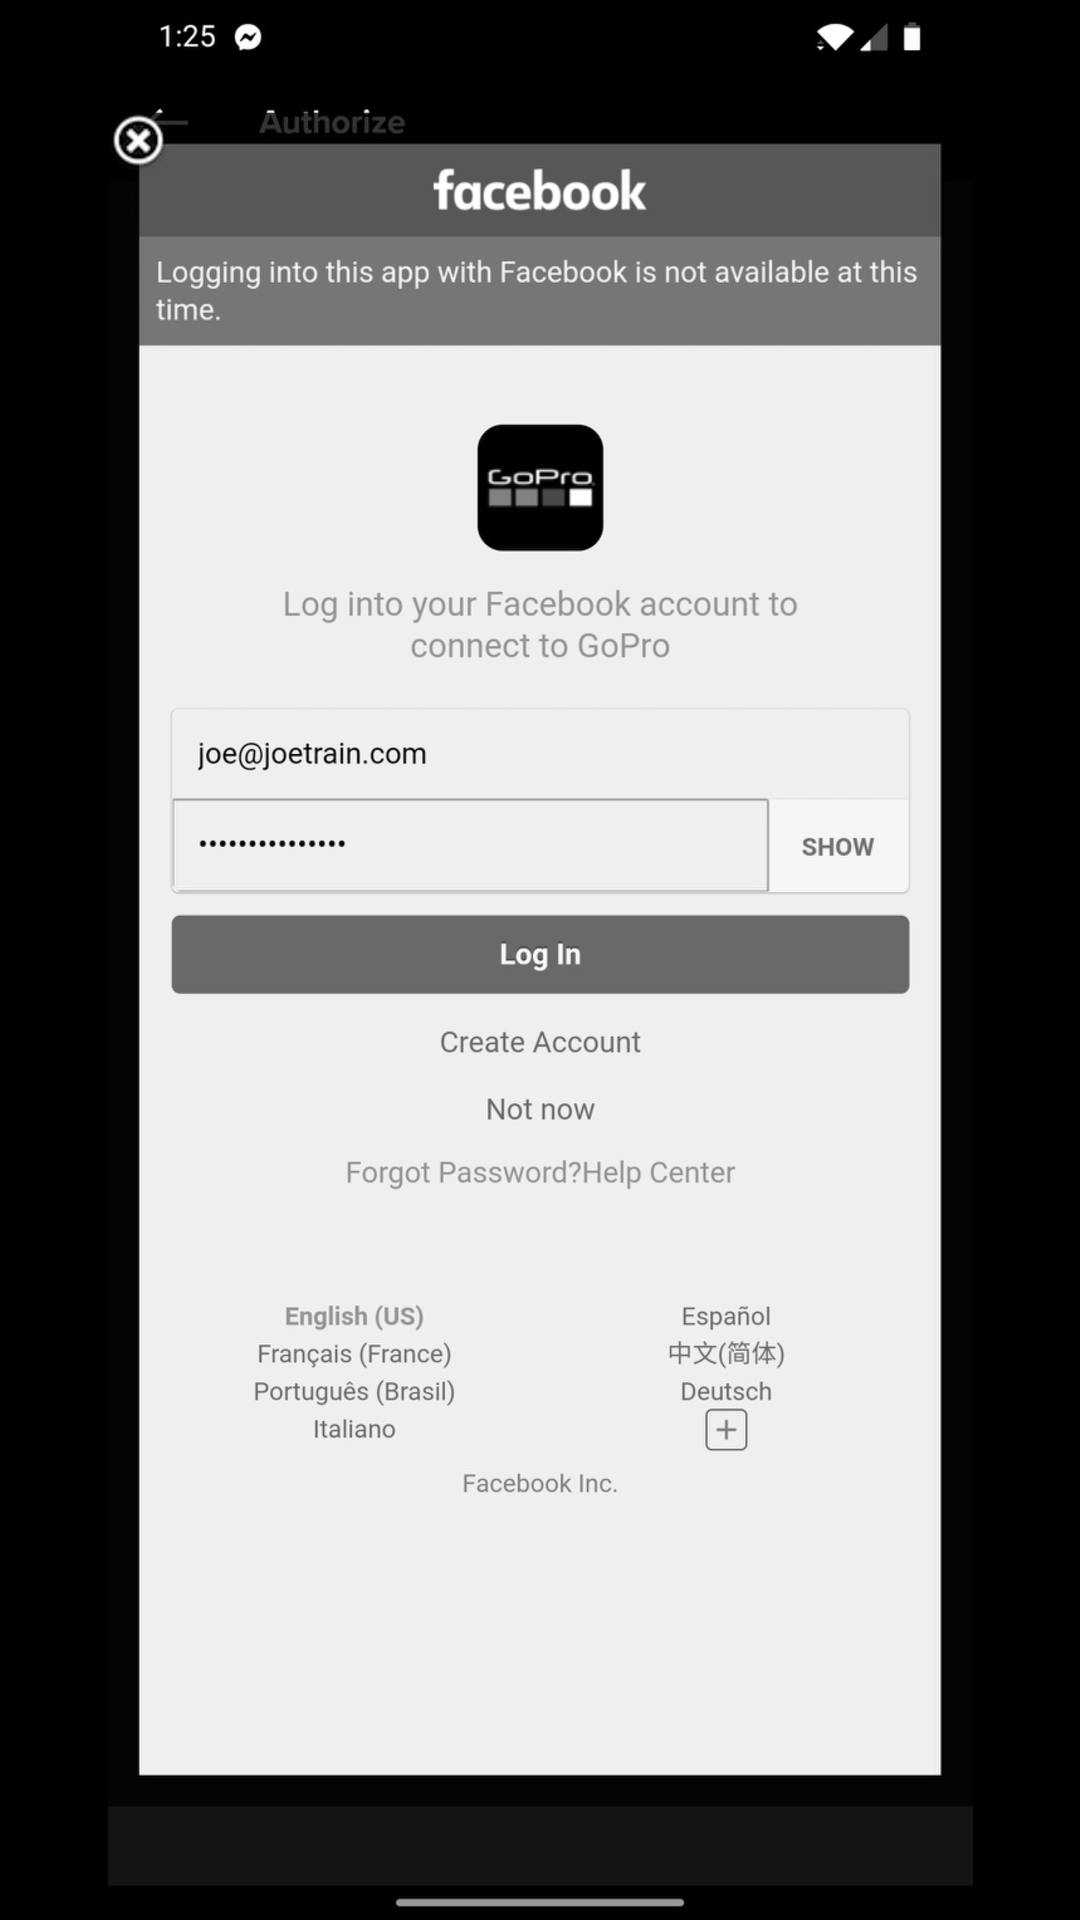 1:25
Authorize
facebook
Logging into this app with Facebook is not available at this
time.
GoPro
Log into your Facebook account to
connect to GoPro
joe@joetrain.com
•••••••••••••••
SHOW
Log In
Create Account
Not now
Forgot Password?Help Center
English (US)
Español
Français (France)
中文(简体)
Português (Brasil)
Deutsch
Italiano
Facebook Inc.